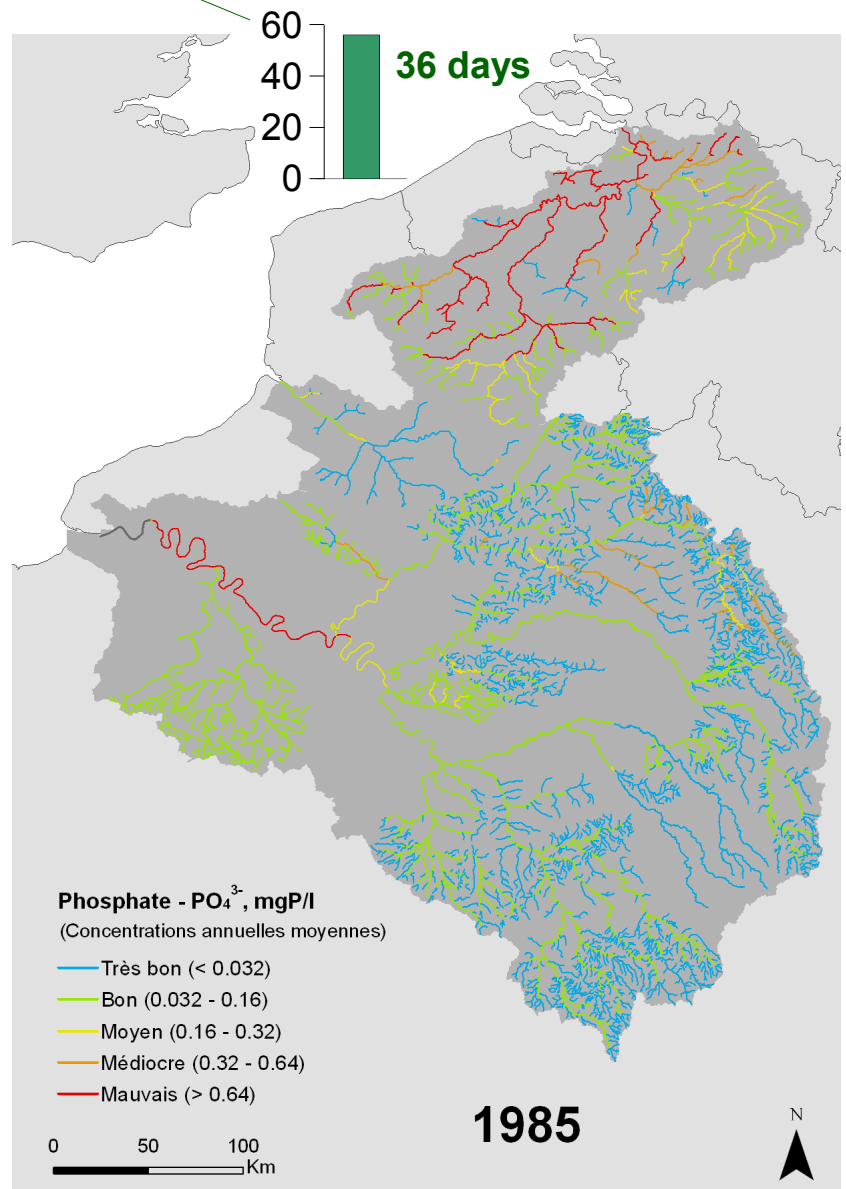 60
40
20
0
36 days
Phosphate - PO₄³⁻, mgP/l
(Concentrations annuelles moyennes)
Très bon (< 0.032)
Bon (0.032 - 0.16)
Moyen (0.16 - 0.32)
Médiocre (0.32 - 0.64)
Mauvais (> 0.64)
0 50 100
Km
1985
N